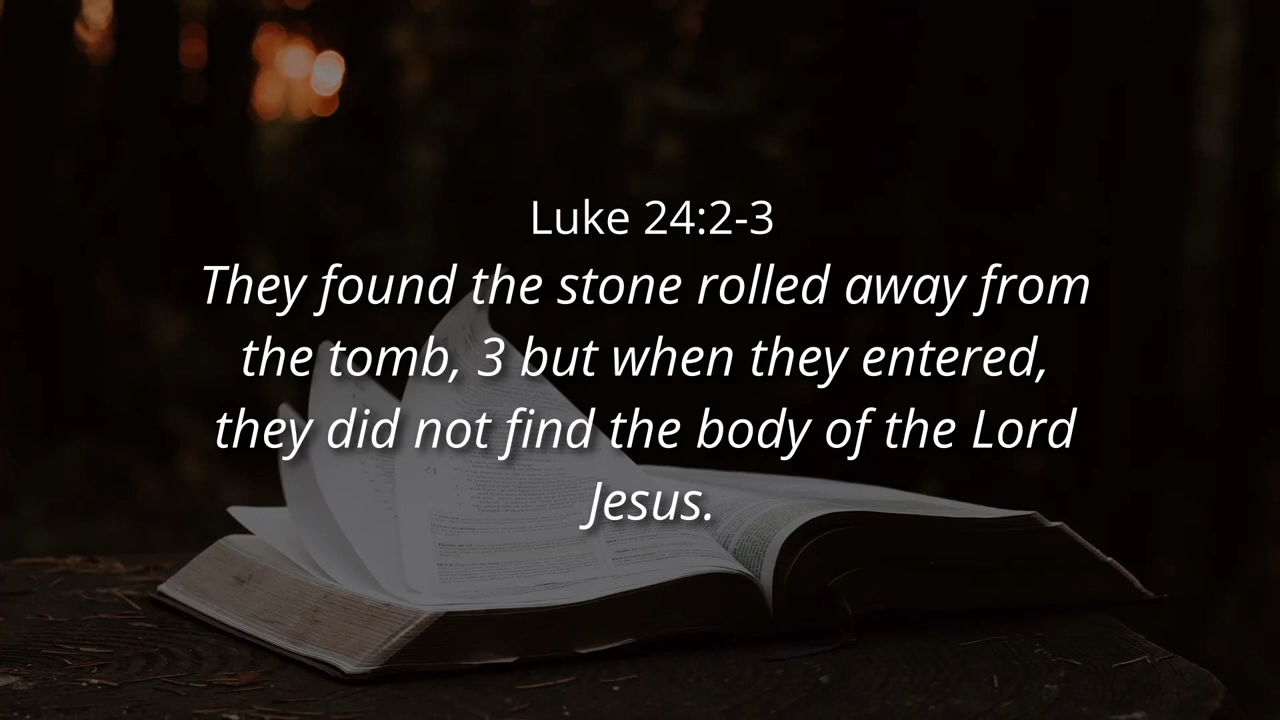 Luke 24:2-3
They found the stone rolled away from
the tomb, 3 but when they entered,
they did not find the body of the Lord
Jesus.